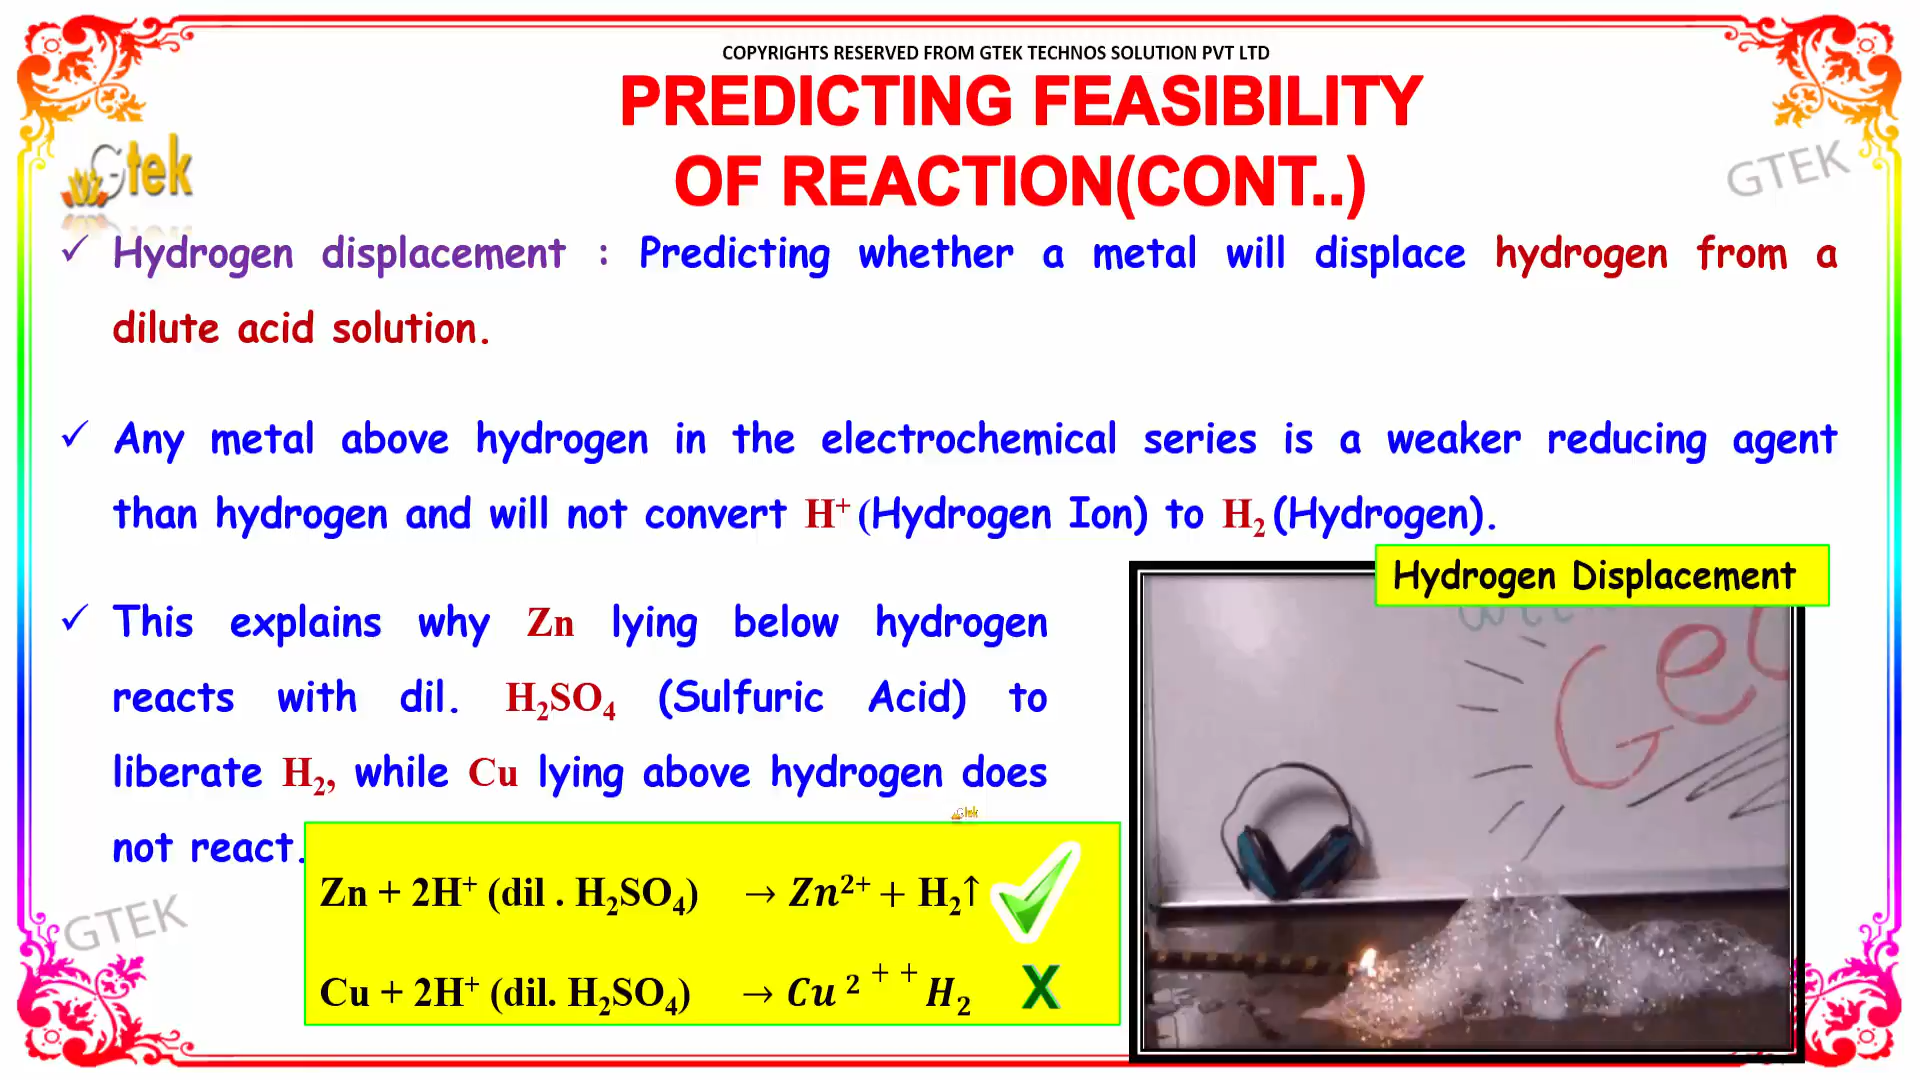 COPYRIGHTS RESERVED FROM GTEK TECHNOS SOLUTION PVT LTD
PREDICTING FEASIBILITY
OF REACTION(CONT..)
Gtek
GTEK
✓ Hydrogen displacement : Predicting whether a metal will displace hydrogen from a
dilute acid solution.
✓ Any metal above hydrogen in the electrochemical series is a weaker reducing agent
than hydrogen and will not convert H⁺ (Hydrogen Ion) to H₂ (Hydrogen).
Hydrogen Displacement
✓ This explains why Zn lying below hydrogen
reacts with dil. H₂SO₄ (Sulfuric Acid) to
liberate H₂, while Cu lying above hydrogen does
not react.
Gtek
Zn + 2H⁺ (dil . H₂SO₄) → Zn²⁺ + H₂↑
Cu + 2H⁺ (dil. H₂SO₄) → Cu ² ⁺ ⁺ H₂ X
GTEK
GTEK